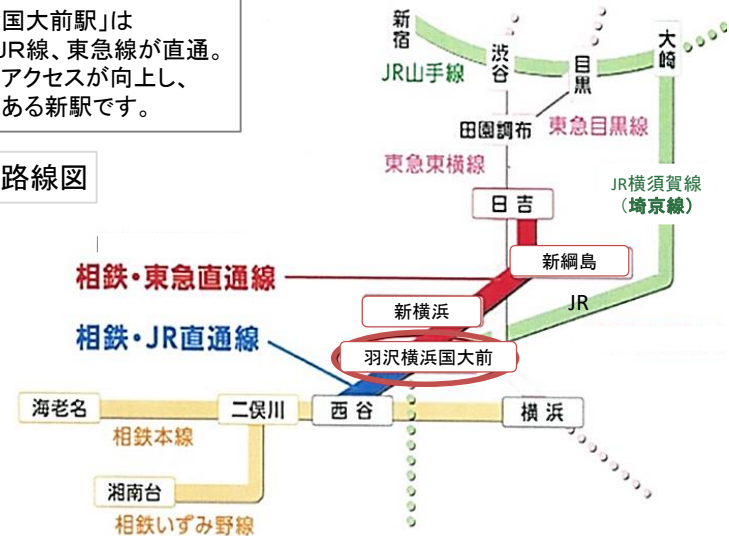 国大前駅」は
JR線、東急線が直通。
アクセスが向上し、
ある新駅です。
路線図
新宿
JR山手線
渋谷
目黒
大崎
田園調布
東急目黒線
東急東横線
JR横須賀線
（埼京線）
日吉
新綱島
相鉄・東急直通線
新横浜
JR
相鉄・JR直通線
羽沢横浜国大前
海老名
二俣川
西谷
横浜
相鉄本線
湘南台
相鉄いずみ野線